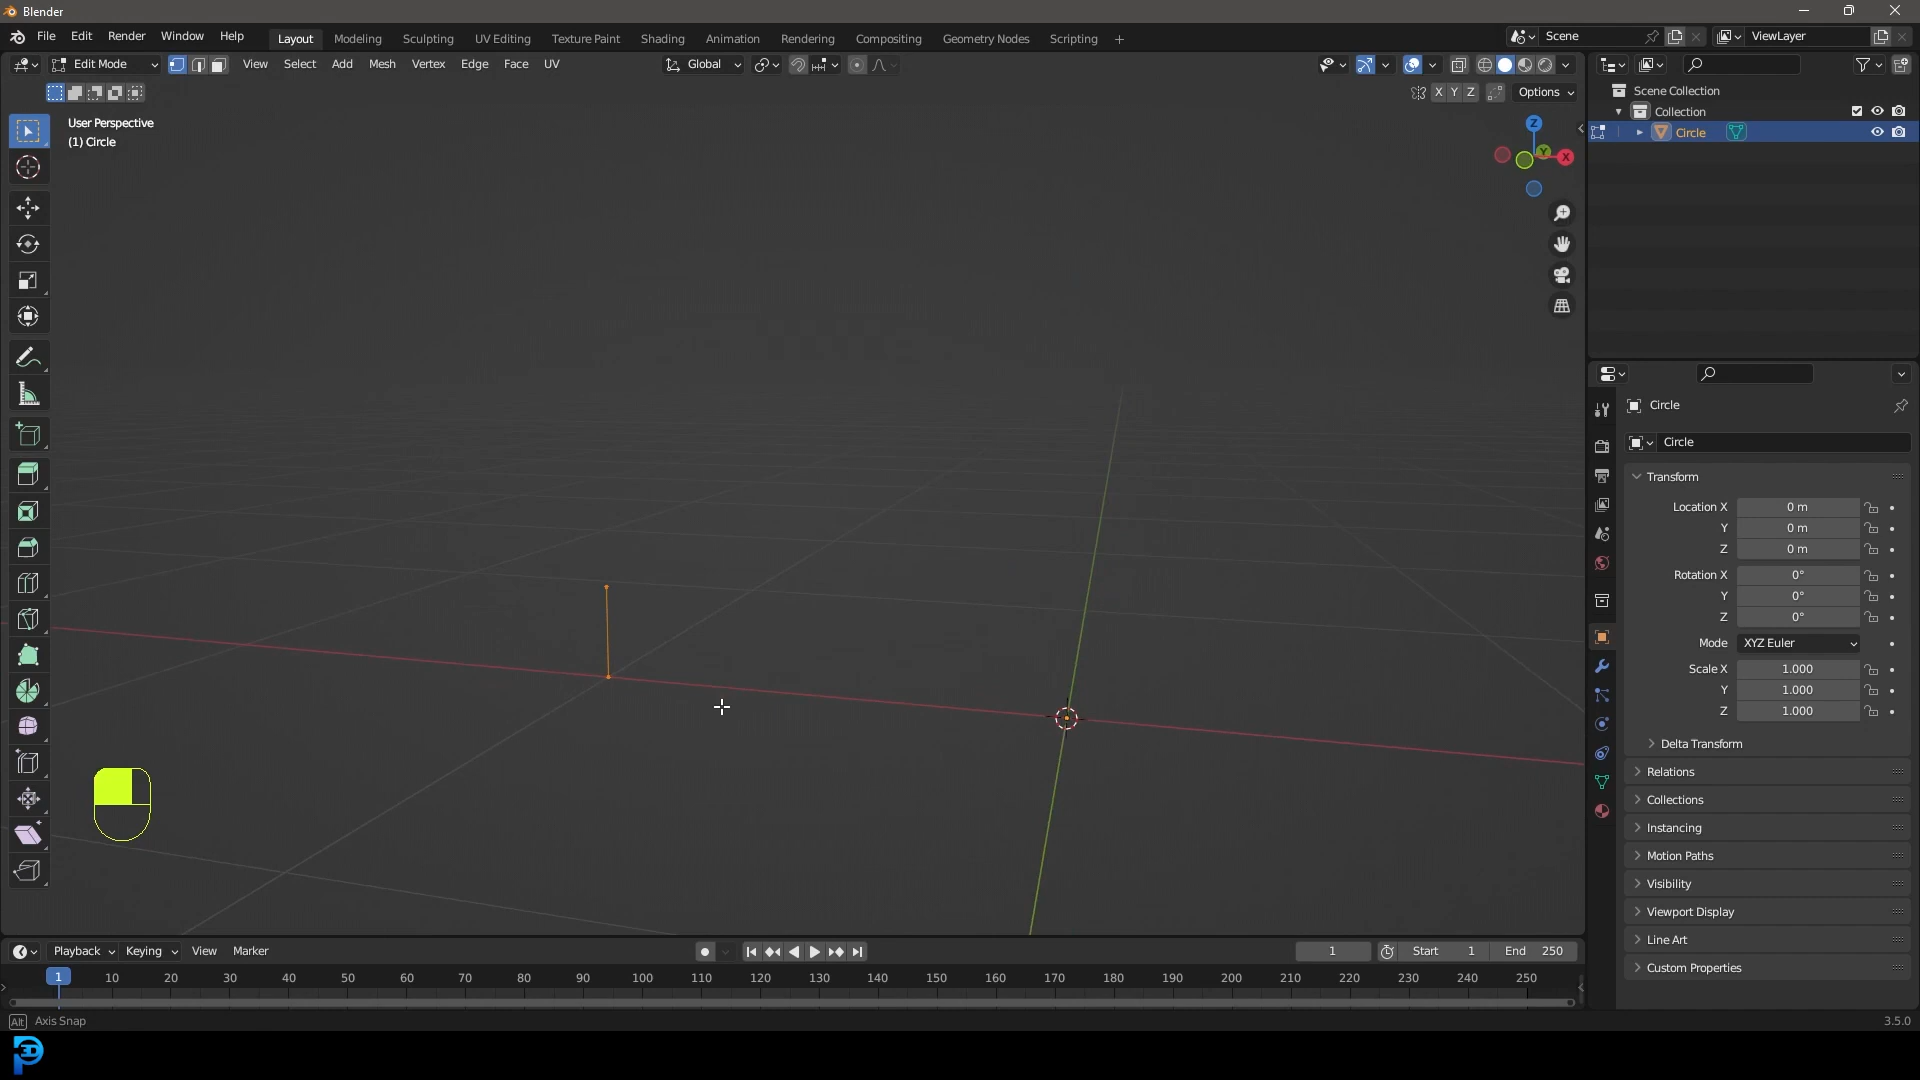 Blender
File Edit Render Window Help Layout Modeling Sculpting UV Editing Texture Paint Shading Animation Rendering Compositing Geometry Nodes Scripting + Scene ViewLayer
Edit Mode View Select Add Mesh Vertex Edge Face UV Global
X Y Z Options
User Perspective
(1) Circle
Z
Y
X
Scene Collection
Collection
Circle
Circle
Circle
Transform
Location X 0 m
Y 0 m
Z 0 m
Rotation X 0°
Y 0°
Z 0°
Mode XYZ Euler
Scale X 1.000
Y 1.000
Z 1.000
Delta Transform
Relations
Collections
Instancing
Motion Paths
Visibility
Viewport Display
Line Art
Custom Properties
Playback Keying View Marker 1 Start 1 End 250
1 10 20 30 40 50 60 70 80 90 100 110 120 130 140 150 160 170 180 190 200 210 220 230 240 250
Alt Axis Snap 3.5.0
3D